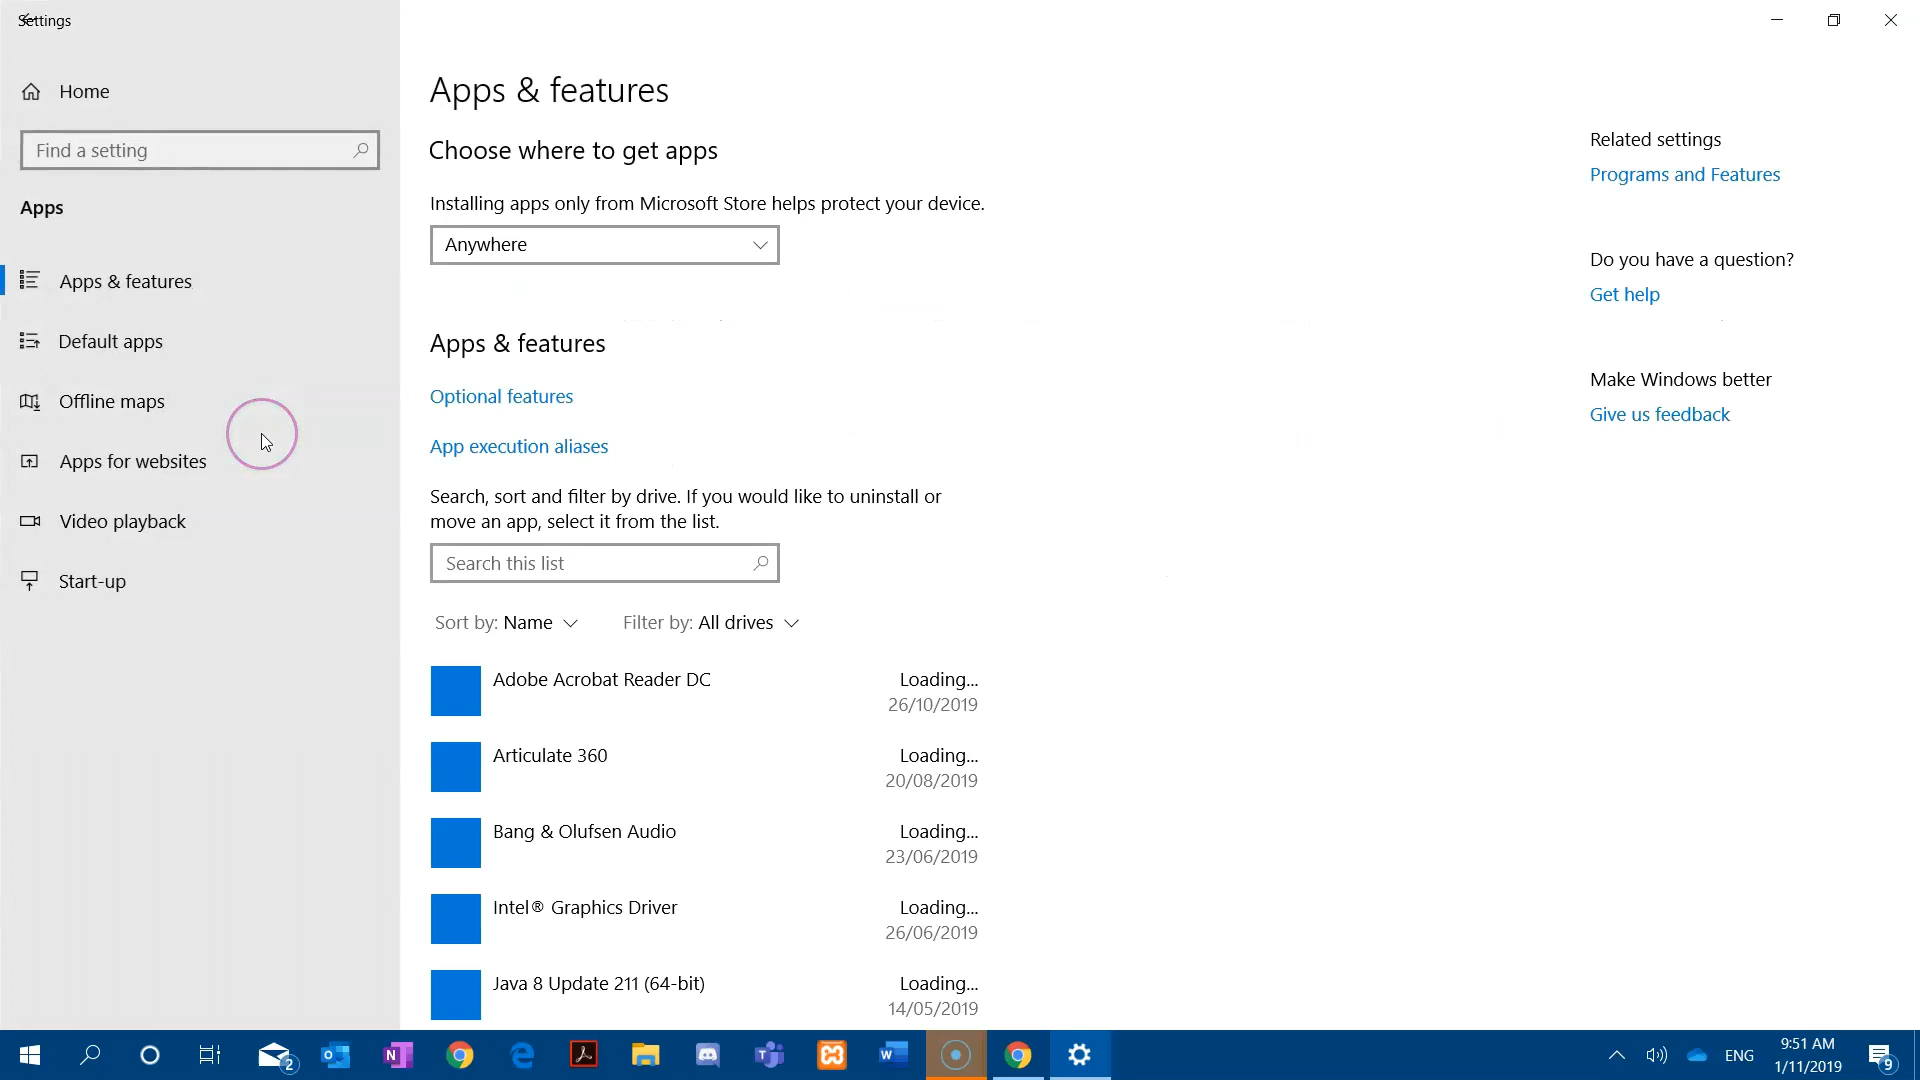 Settings
Home
Find a setting
Apps
Apps & features
Default apps
Offline maps
Apps for websites
Video playback
Start-up
Apps & features
Choose where to get apps
Installing apps only from Microsoft Store helps protect your device.
Anywhere
Apps & features
Optional features
App execution aliases
Search, sort and filter by drive. If you would like to uninstall or
move an app, select it from the list.
Search this list
Sort by: Name
Filter by: All drives
Adobe Acrobat Reader DC
Loading...
26/10/2019
Articulate 360
Loading...
20/08/2019
Bang & Olufsen Audio
Loading...
23/06/2019
Intel® Graphics Driver
Loading...
26/06/2019
Java 8 Update 211 (64-bit)
Loading...
14/05/2019
Related settings
Programs and Features
Do you have a question?
Get help
Make Windows better
Give us feedback
2
ENG
9:51 AM
1/11/2019
9